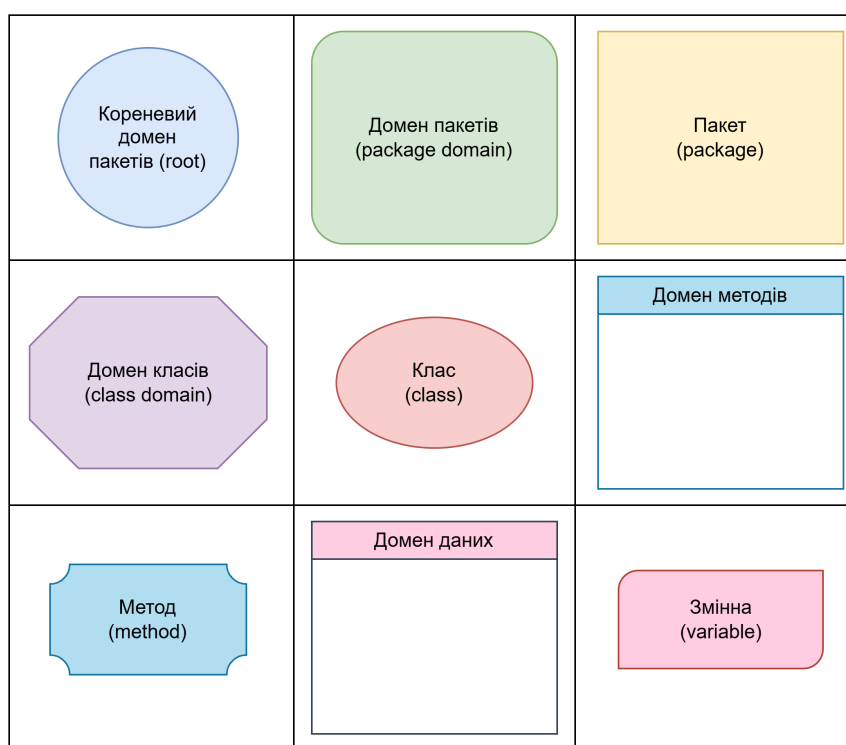 Кореневий
домен
пакетів (root)
Домен пакетів
(package domain)
Пакет
(package)
Домен класів
(class domain)
Клас
(class)
Домен методів
Метод
(method)
Домен даних
Змінна
(variable)